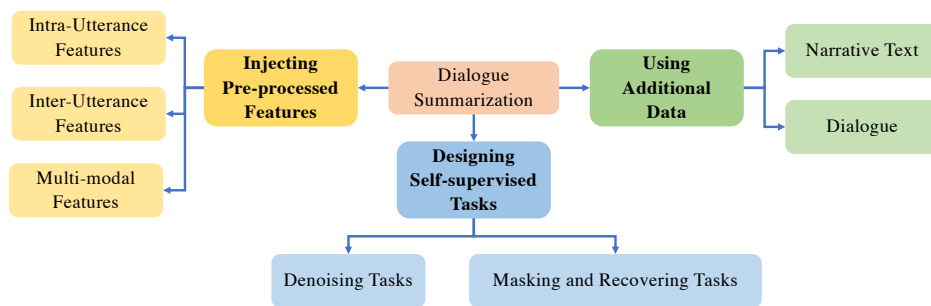 Intra-Utterance
Features
Inter-Utterance
Features
Multi-modal
Features
Injecting
Pre-processed
Features
Dialogue
Summarization
Using
Additional
Data
Narrative Text
Dialogue
Designing
Self-supervised
Tasks
Denoising Tasks
Masking and Recovering Tasks